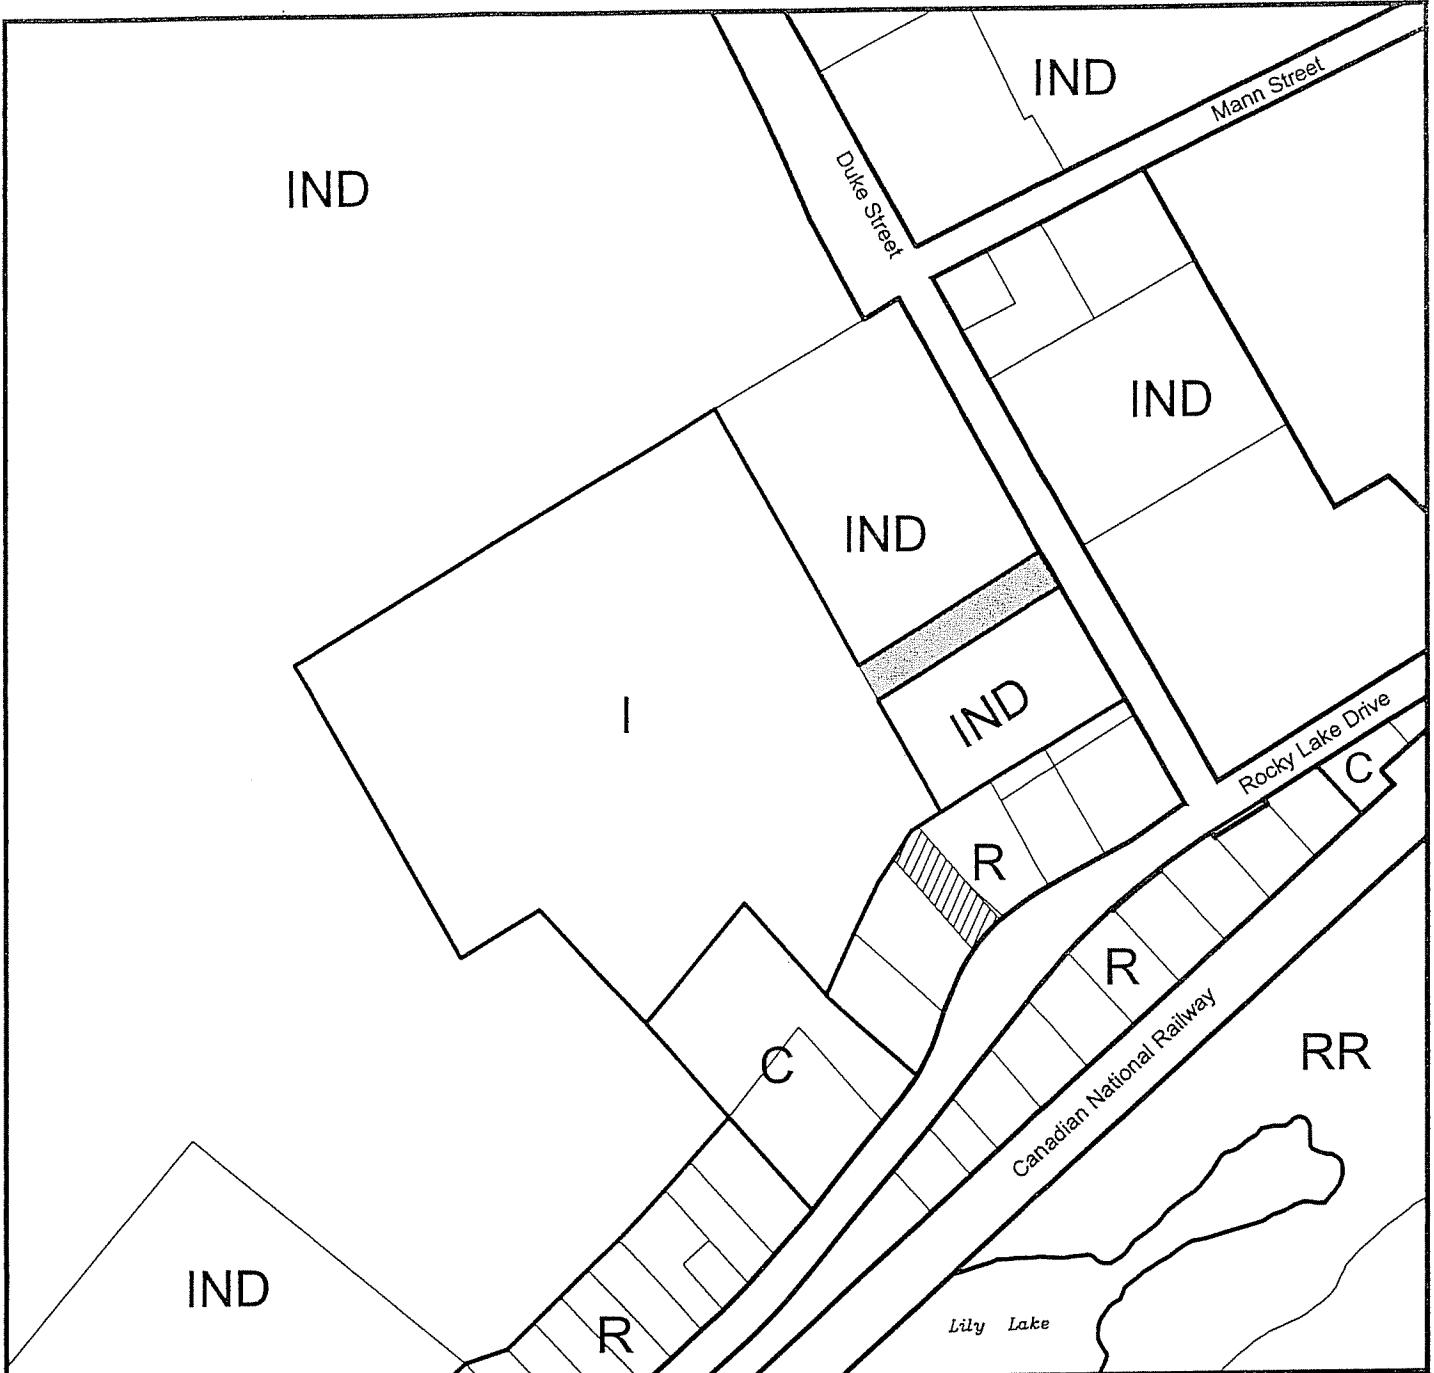 IND
Mann Street
IND
Duke Street
IND
IND
IND
I
Rocky Lake Drive
C
R
R
Canadian National Railway
RR
C
IND
Lily Lake
R